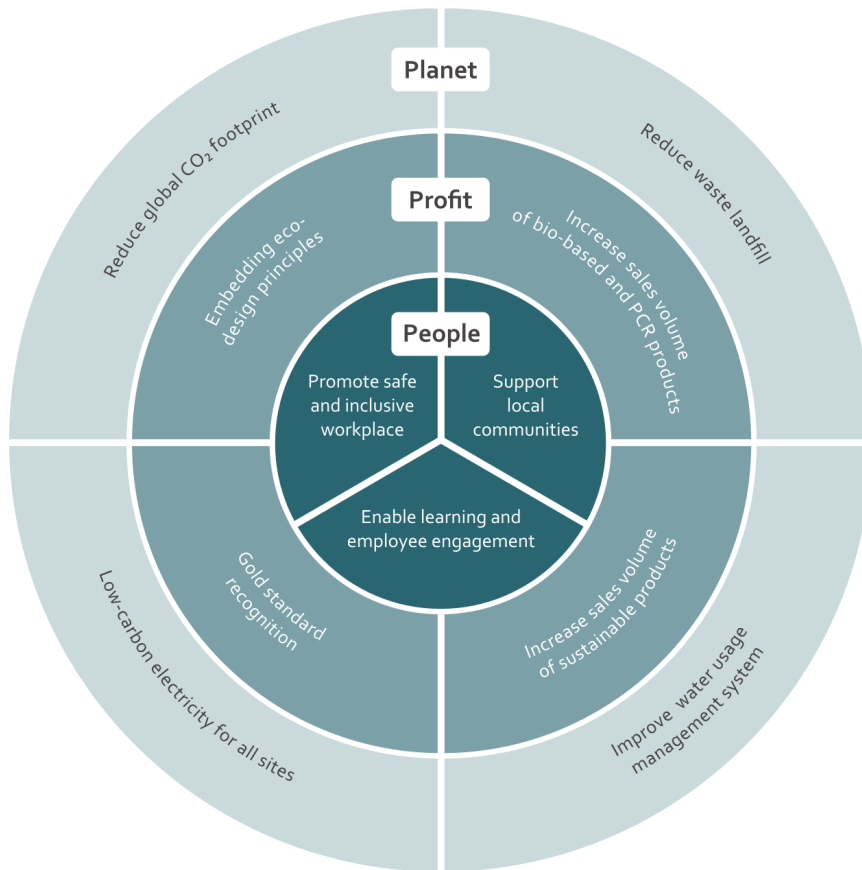 Planet
Reduce global CO₂ footprint
Reduce waste landfill
Low-carbon electricity for all sites
Improve water usage
management system
Profit
Embedding eco-
design principles
Increase sales volume
of bio-based and PCR products
Gold standard
recognition
Increase sales volume
of sustainable products
People
Promote safe
and inclusive
workplace
Support
local
communities
Enable learning and
employee engagement